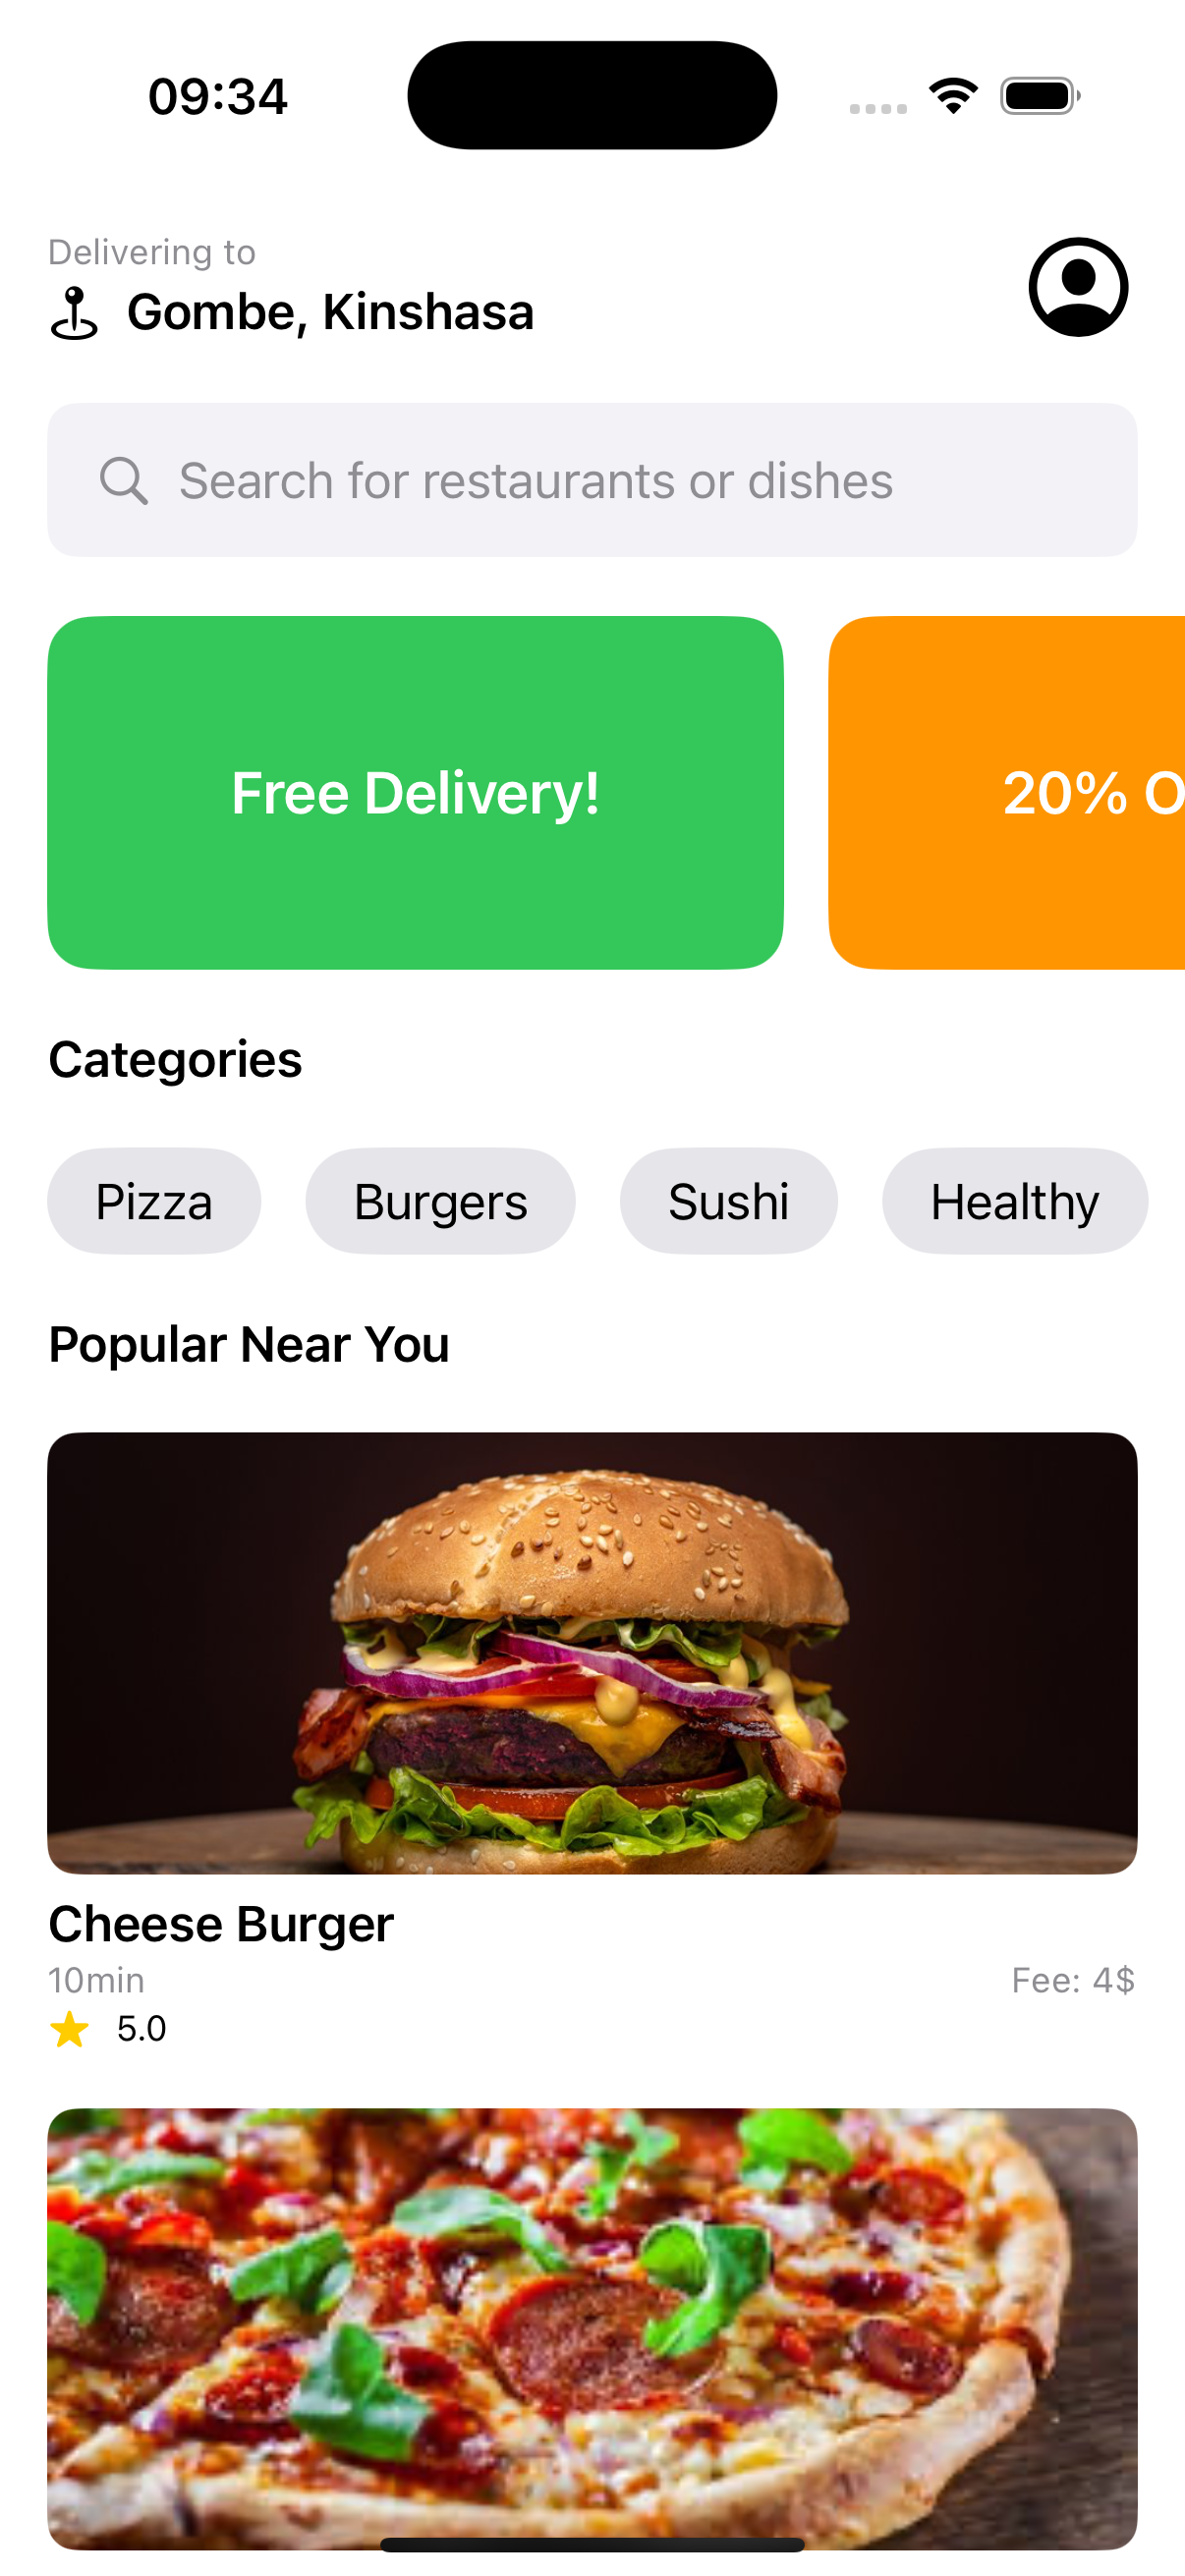 09:34
Delivering to
Gombe, Kinshasa
Search for restaurants or dishes
Free Delivery!
20% O
Categories
Pizza
Burgers
Sushi
Healthy
Popular Near You
Cheese Burger
10min
Fee: 4$
5.0